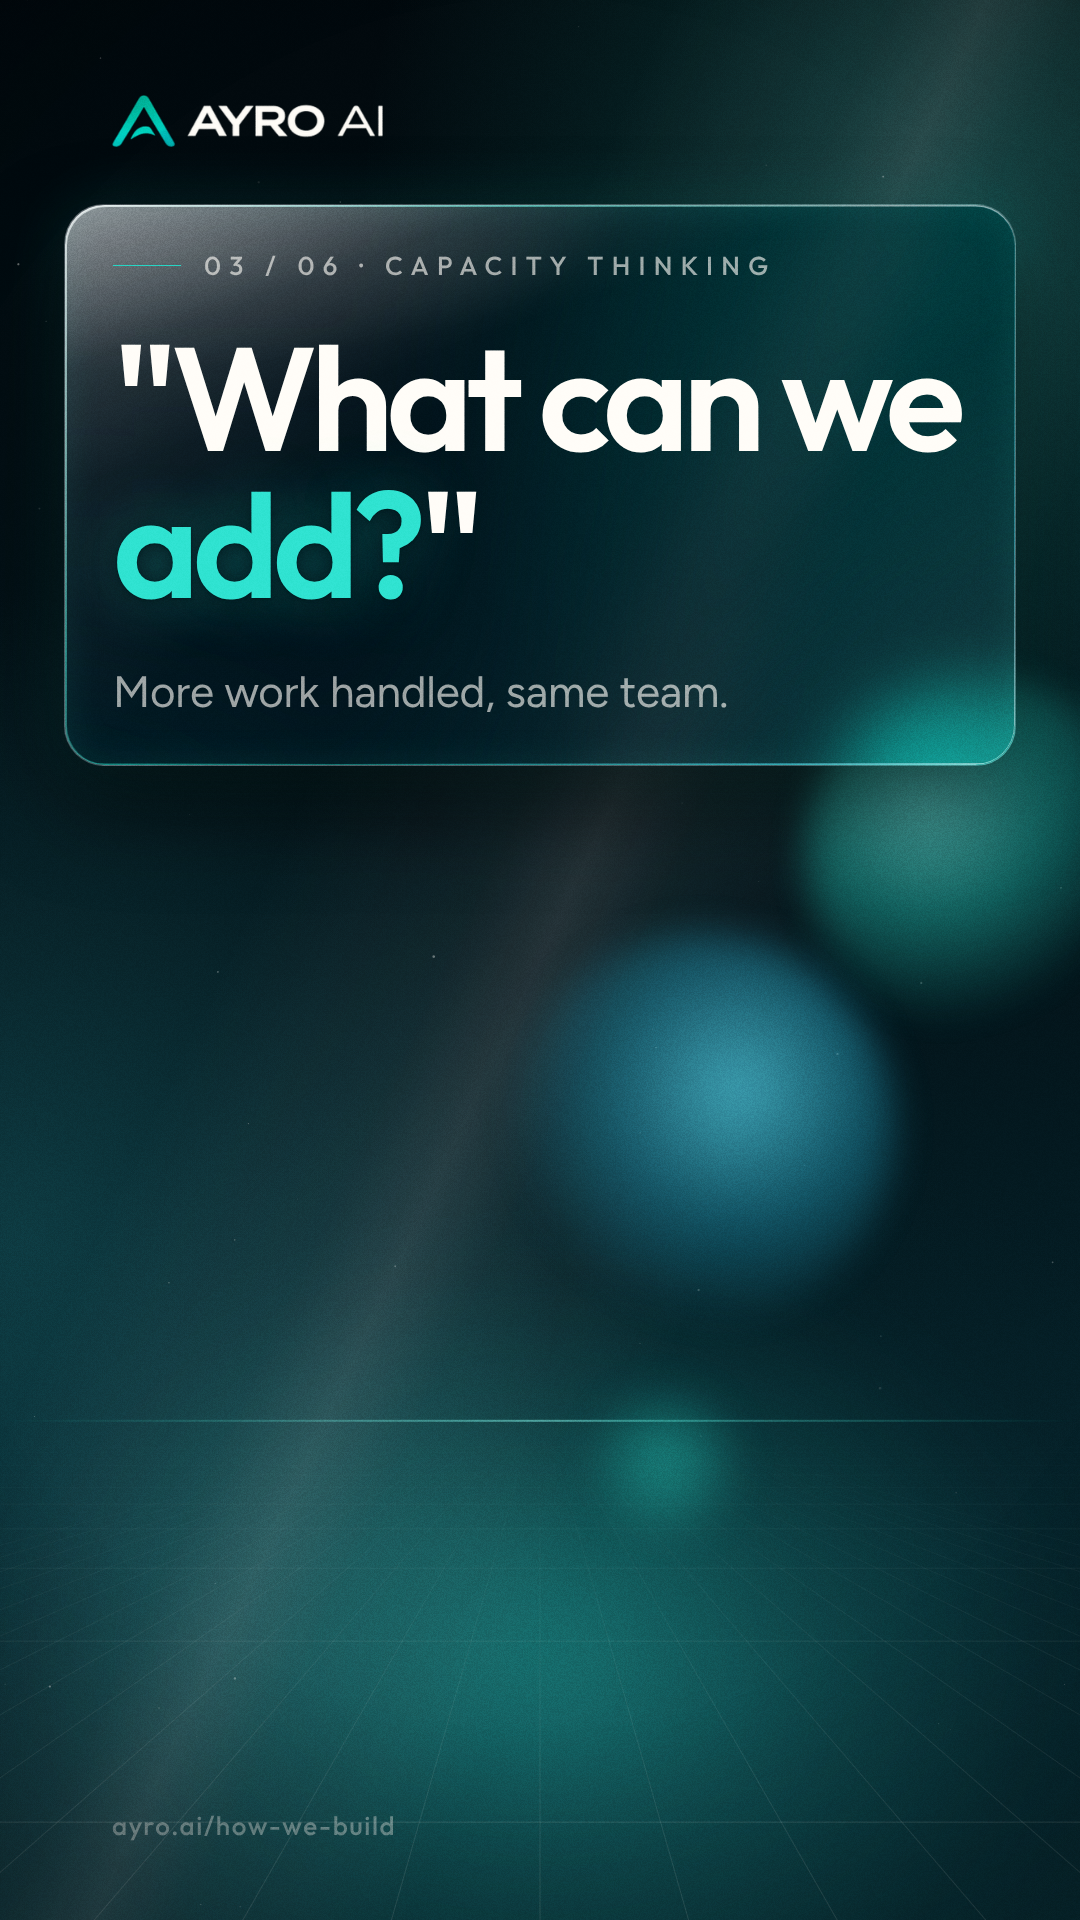 AYRO AI
03 / 06 · CAPACITY THINKING
"What can we
add?"
More work handled, same team.
ayro.ai/how-we-build